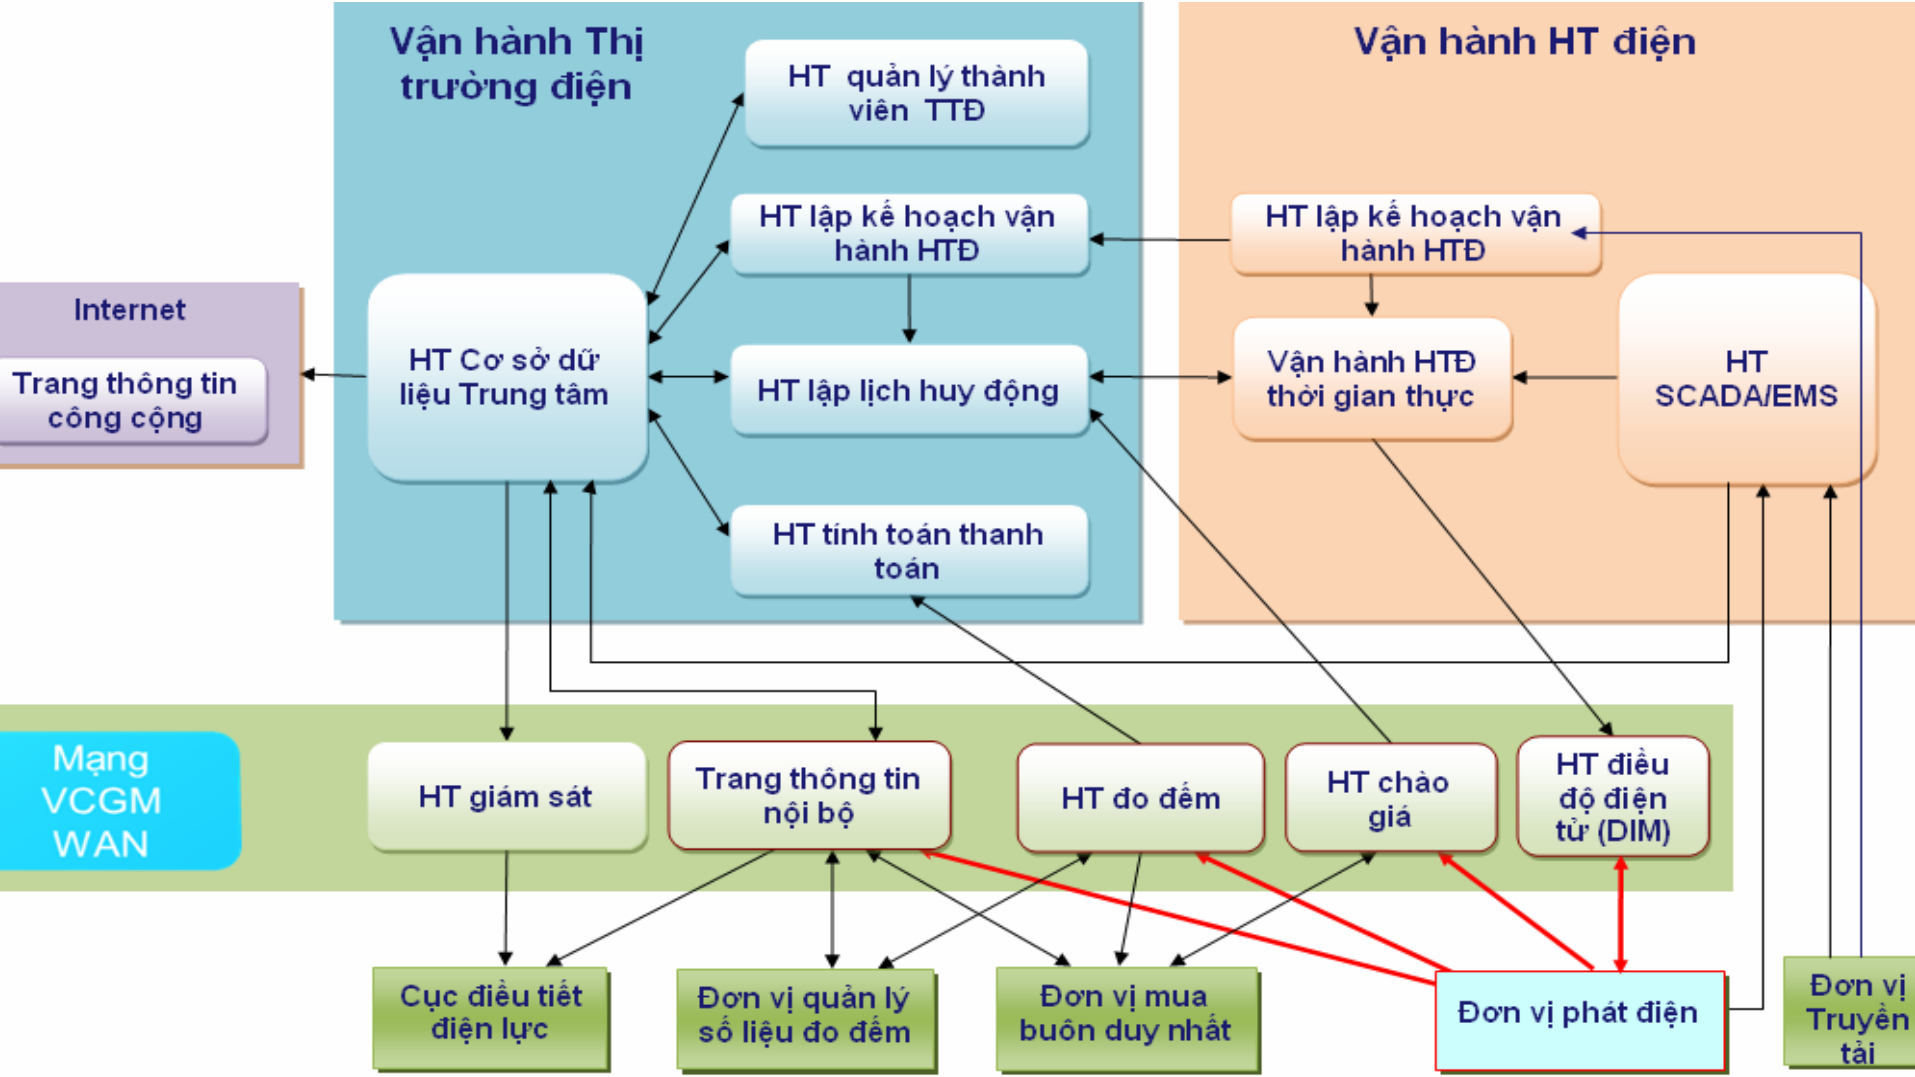 Vận hành Thị
trường điện
HT quản lý thành
viên TTĐ
HT lập kế hoạch vận
hành HTĐ
HT Cơ sở dữ
liệu Trung tâm
HT lập lịch huy động
HT tính toán thanh
toán
Vận hành HT điện
HT lập kế hoạch vận
hành HTĐ
Vận hành HTĐ
thời gian thực
HT
SCADA/EMS
Internet
Trang thông tin
công cộng
Mạng
VCGM
WAN
HT giám sát
Trang thông tin
nội bộ
HT đo đếm
HT chào
giá
HT điều
độ điện
tử (DIM)
Cục điều tiết
điện lực
Đơn vị quản lý
số liệu đo đếm
Đơn vị mua
buôn duy nhất
Đơn vị phát điện
Đơn vị
Truyền
tải